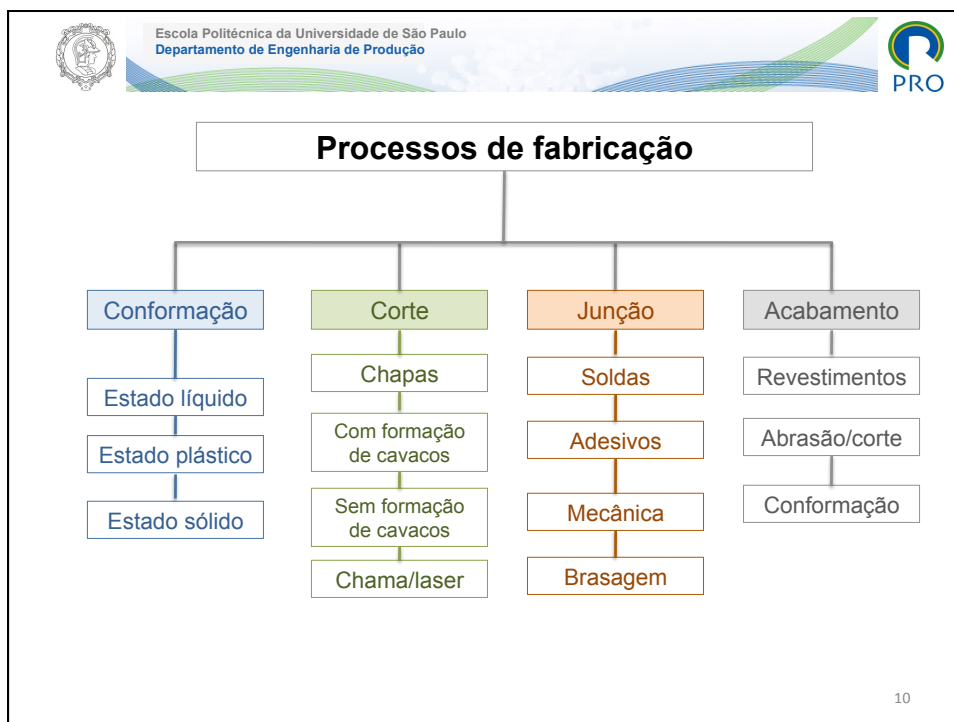 Escola Politécnica da Universidade de São Paulo
Departamento de Engenharia de Produção
PRO
Processos de fabricação
Conformação
Estado líquido
Estado plástico
Estado sólido
Corte
Chapas
Com formação
de cavacos
Sem formação
de cavacos
Chama/laser
Junção
Soldas
Adesivos
Mecânica
Brasagem
Acabamento
Revestimentos
Abrasão/corte
Conformação
10